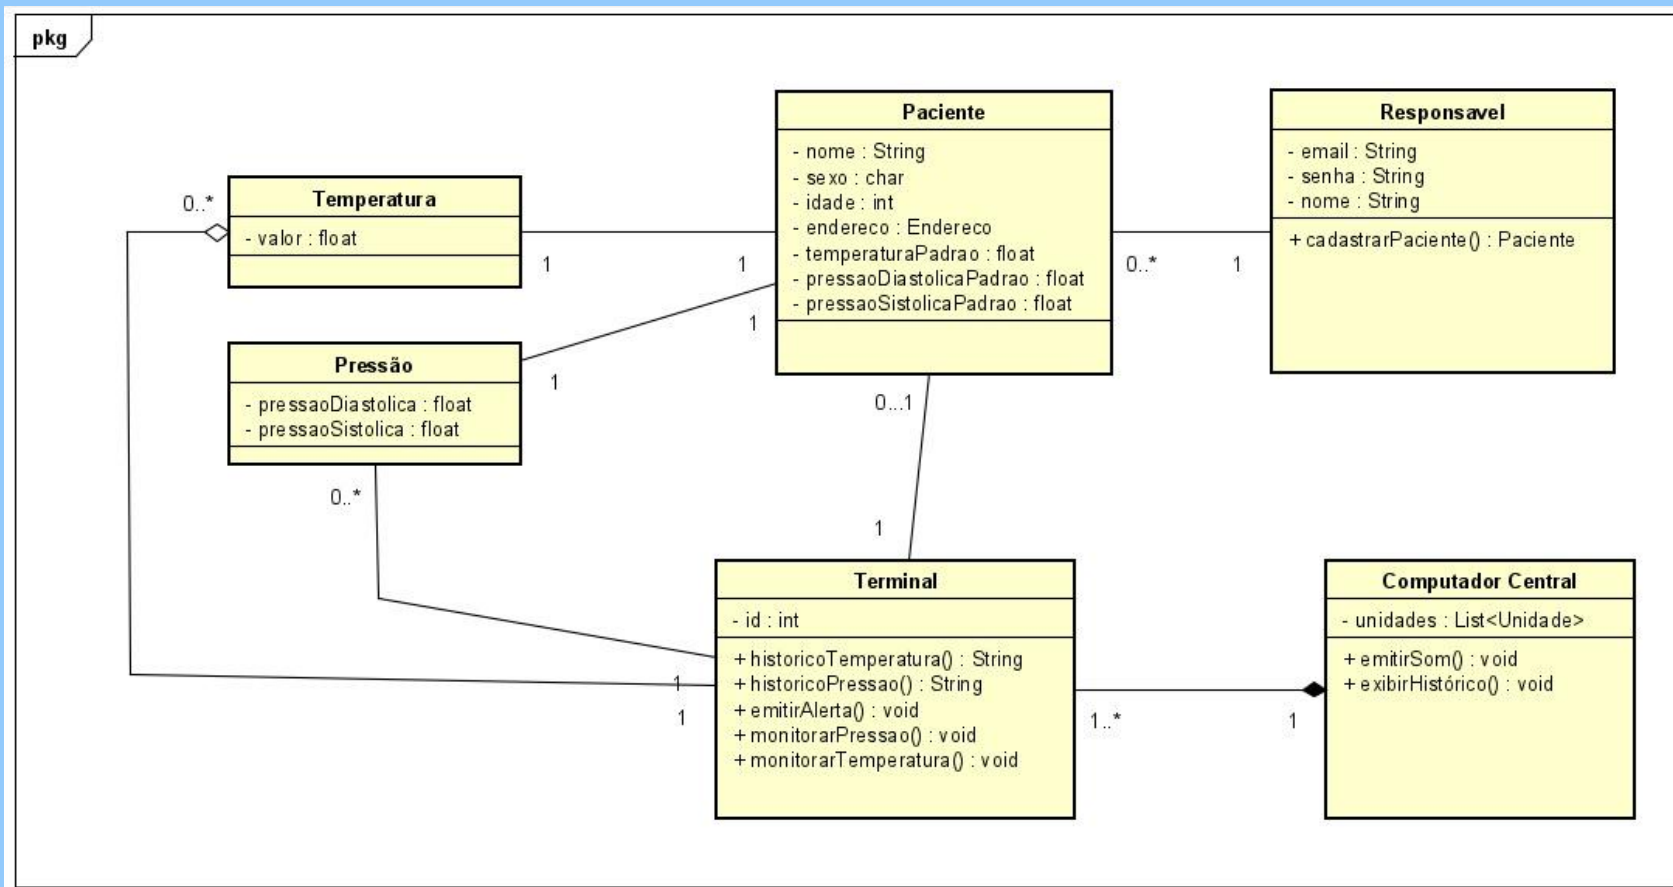 pkg
Paciente
- nome : String
- sexo : char
- idade : int
- endereco : Endereco
- temperaturaPadrao : float
- pressaoDiastolicaPadrao : float
- pressaoSistolicaPadrao : float
Responsavel
- email : String
- senha : String
- nome : String
+ cadastrarPaciente() : Paciente
0..*
Temperatura
- valor : float
1
1
0..*
1
Pressão
- pressaoDiastolica : float
- pressaoSistolica : float
1
1
0...1
0..*
1
Terminal
- id : int
+ historicoTemperatura() : String
+ historicoPressao() : String
+ emitirAlerta() : void
+ monitorarPressao() : void
+ monitorarTemperatura() : void
1
1
Computador Central
- unidades : List<Unidade>
+ emitirSom() : void
+ exibirHistórico() : void
1..*
1